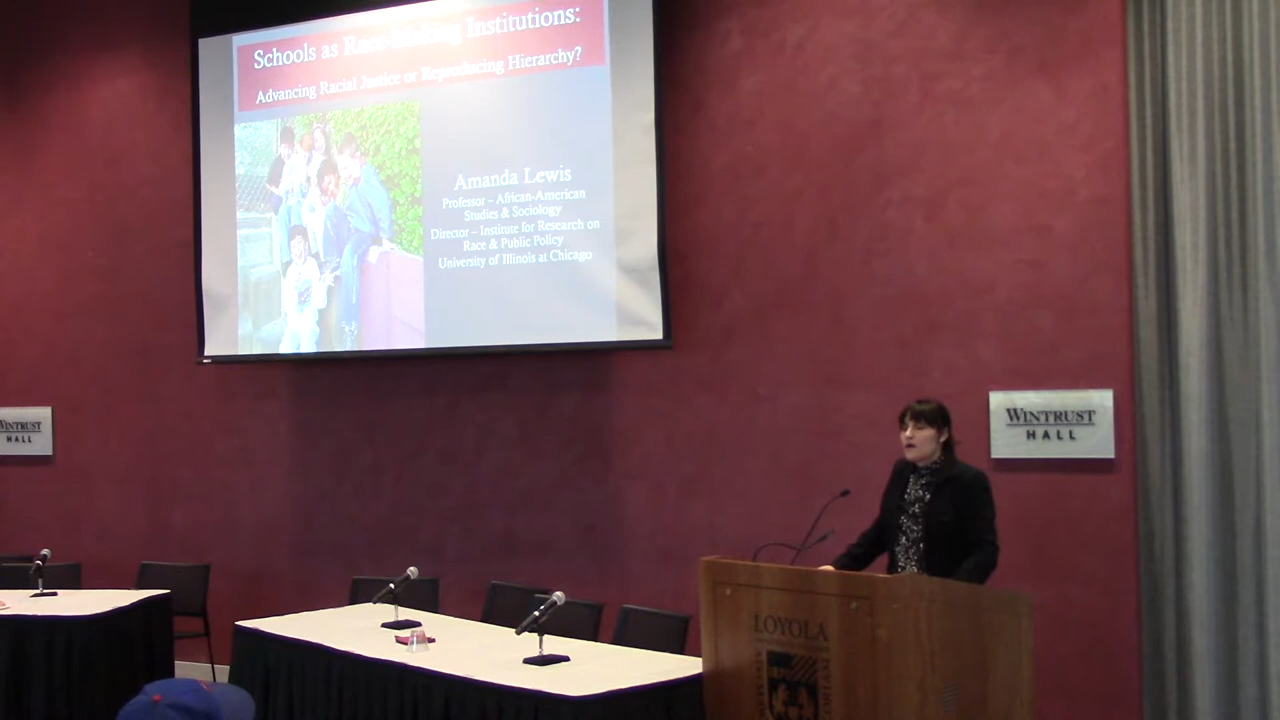 Schools as Race-Making Institutions:
Advancing Racial Justice or Reproducing Hierarchy?
Amanda Lewis
Professor – African-American
Studies & Sociology
Director – Institute for Research on
Race & Public Policy
University of Illinois at Chicago
WINTRUST
HALL
WINTRUST
HALL
LOYOLA